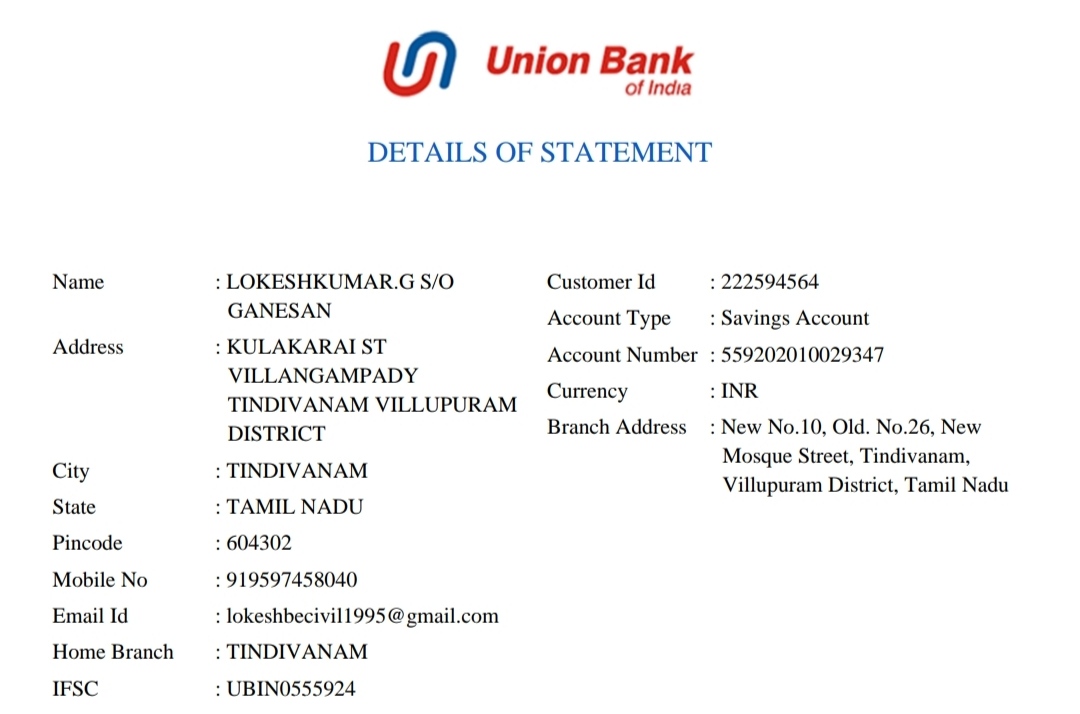 Union Bank
of India
DETAILS OF STATEMENT
Name : LOKESHKUMAR.G S/O
GANESAN
Address : KULAKARAI ST
VILLANGAMPADY
TINDIVANAM VILLUPURAM
DISTRICT
City : TINDIVANAM
State : TAMIL NADU
Pincode : 604302
Mobile No : 919597458040
Email Id : lokeshbecivil1995@gmail.com
Home Branch : TINDIVANAM
IFSC : UBIN0555924
Customer Id : 222594564
Account Type : Savings Account
Account Number : 559202010029347
Currency : INR
Branch Address : New No.10, Old. No.26, New
Mosque Street, Tindivanam,
Villupuram District, Tamil Nadu